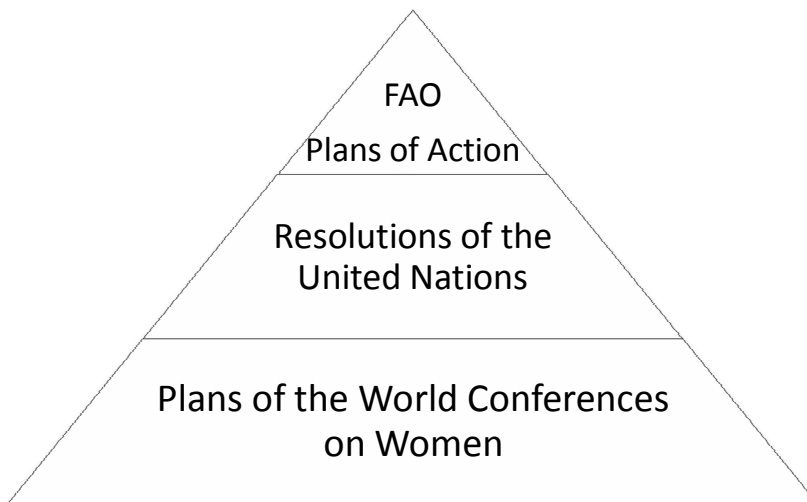 FAO
Plans of Action
Resolutions of the
United Nations
Plans of the World Conferences
on Women